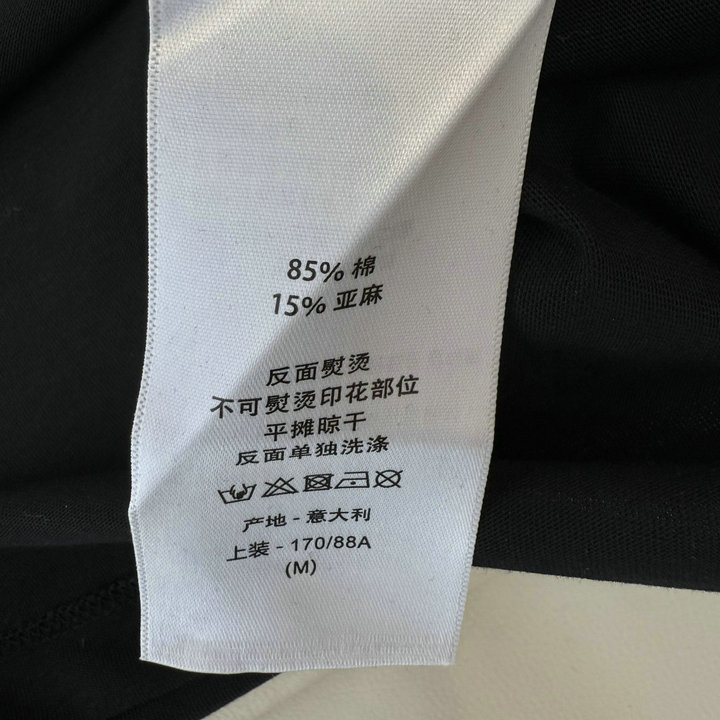 85% 棉
15% 亚麻
反面熨烫
不可熨烫印花部位
平摊晾干
反面单独洗涤
产地 - 意大利
上装 - 170/88A
(M)